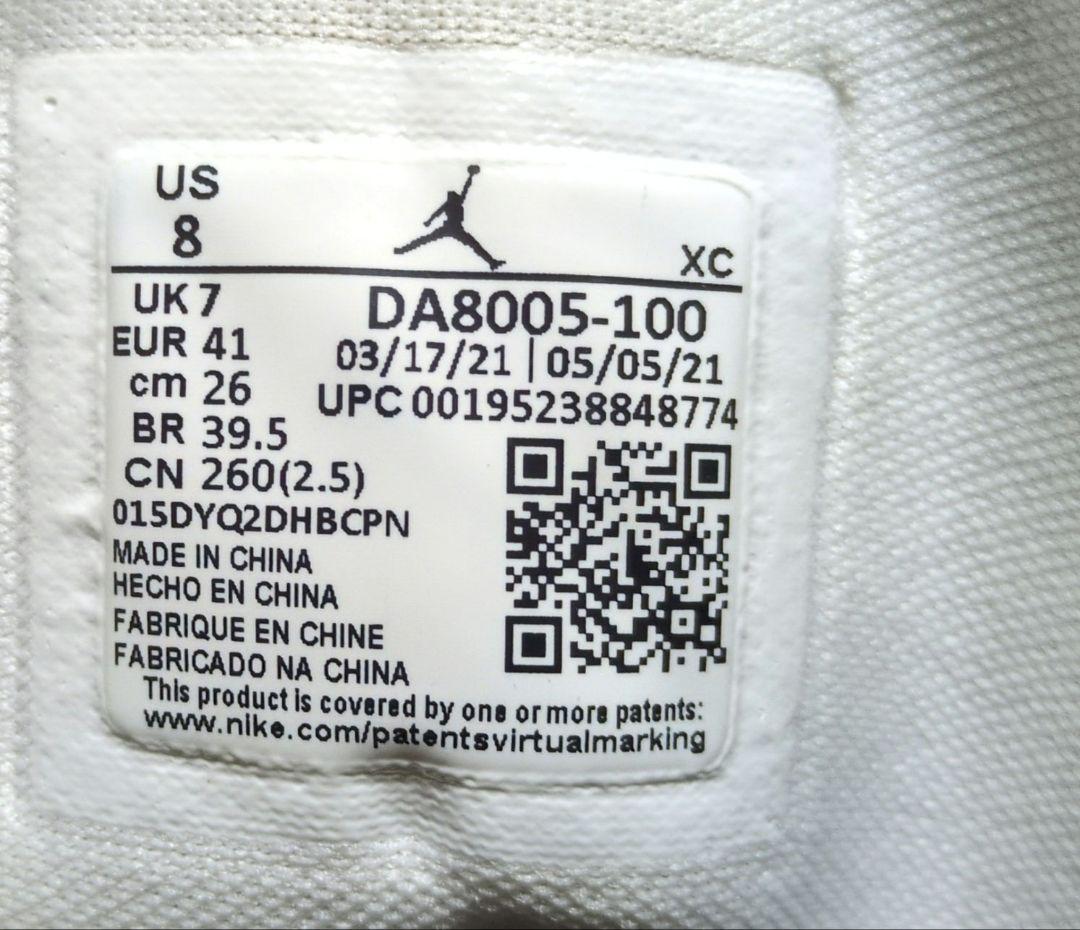 US
8
XC
UK 7
DA8005-100
EUR 41
03/17/21 | 05/05/21
cm 26
UPC 00195238848774
BR 39.5
CN 260(2.5)
015DYQ2DHBCPN
MADE IN CHINA
HECHO EN CHINA
FABRIQUE EN CHINE
FABRICADO NA CHINA
This product is covered by one or more patents:
www.nike.com/patentsvirtualmarking